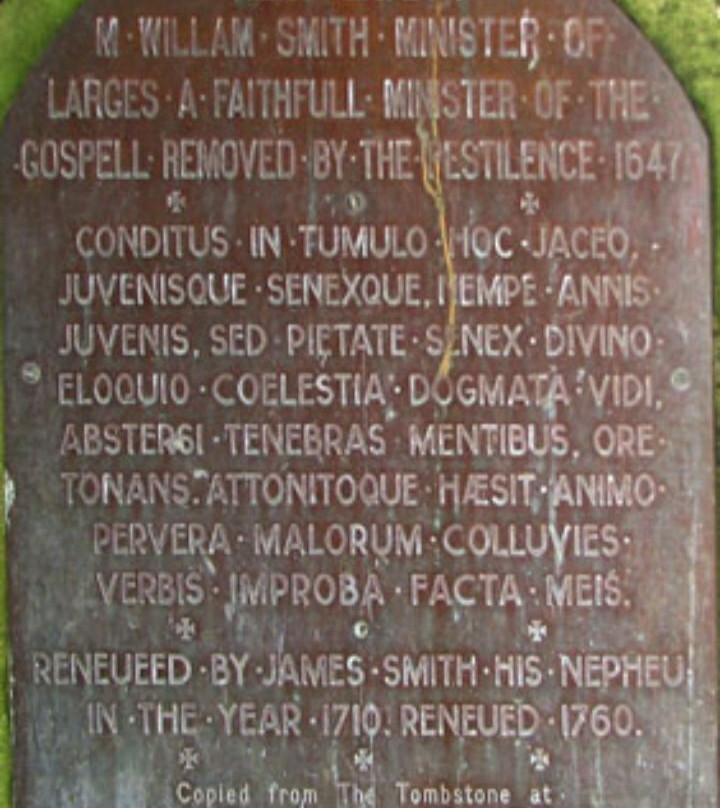 M·WILLAM·SMITH·MINISTER·OF
LARGES·A·FAITHFULL·MINISTER·OF·THE·
·GOSPELL·REMOVED·BY·THE·PESTILENCE·1647.
CONDITUS·IN·TUMULO·HOC·JACEO,·
JUVENISQUE·SENEXQUE, NEMPE·ANNIS·
JUVENIS, SED·PIETATE·SENEX·DIVINO·
ELOQUIO·COELESTIA·DOGMATA·VIDI,
ABSTERSI·TENEBRAS MENTIBUS, ORE·
TONANS. ATTONITOQUE·HÆSIT·ANIMO·
PERVERA·MALORUM·COLLUVIES·
VERBIS·IMPROBA·FACTA·MEIS.
RENEUEED·BY·JAMES·SMITH·HIS·NEPHEU
IN·THE·YEAR·1710. RENEUED·1760.
Copied from The Tombstone at